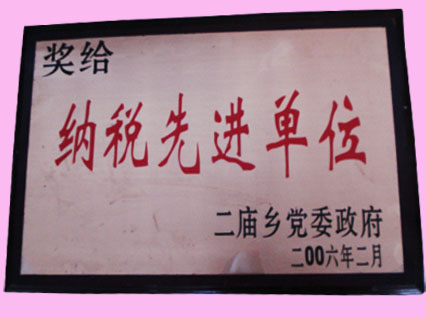 奖给
纳税先进单位
二庙乡党委政府
二00六年二月